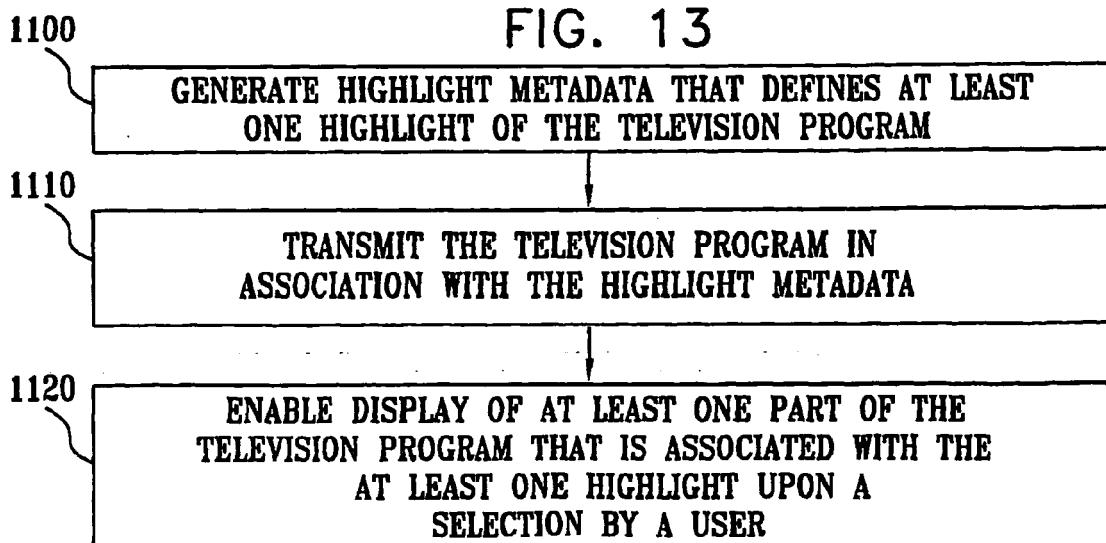 FIG. 13
1100
GENERATE HIGHLIGHT METADATA THAT DEFINES AT LEAST
ONE HIGHLIGHT OF THE TELEVISION PROGRAM
1110
TRANSMIT THE TELEVISION PROGRAM IN
ASSOCIATION WITH THE HIGHLIGHT METADATA
1120
ENABLE DISPLAY OF AT LEAST ONE PART OF THE
TELEVISION PROGRAM THAT IS ASSOCIATED WITH THE
AT LEAST ONE HIGHLIGHT UPON A
SELECTION BY A USER